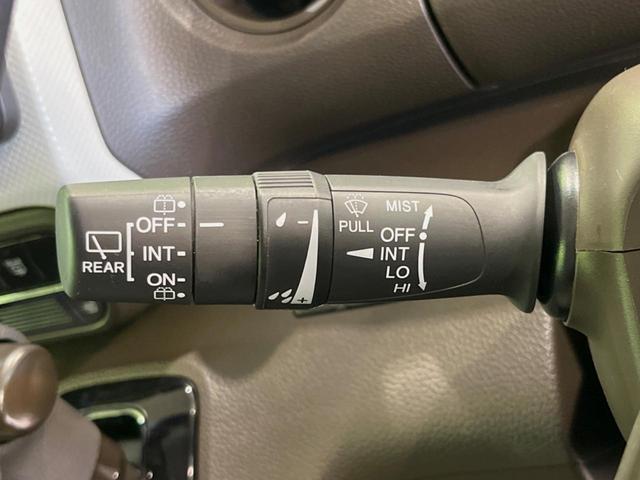 REAR
OFF
INT
ON
-
+
PULL
MIST
OFF
INT
LO
HI